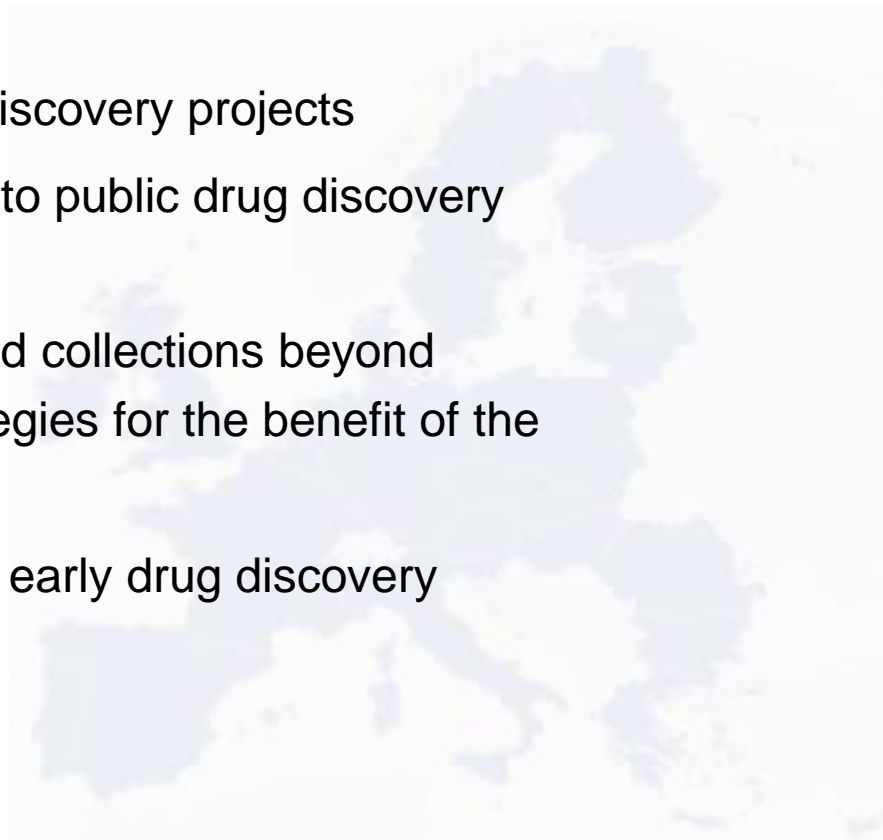 iscovery projects
to public drug discovery
d collections beyond
egies for the benefit of the
early drug discovery